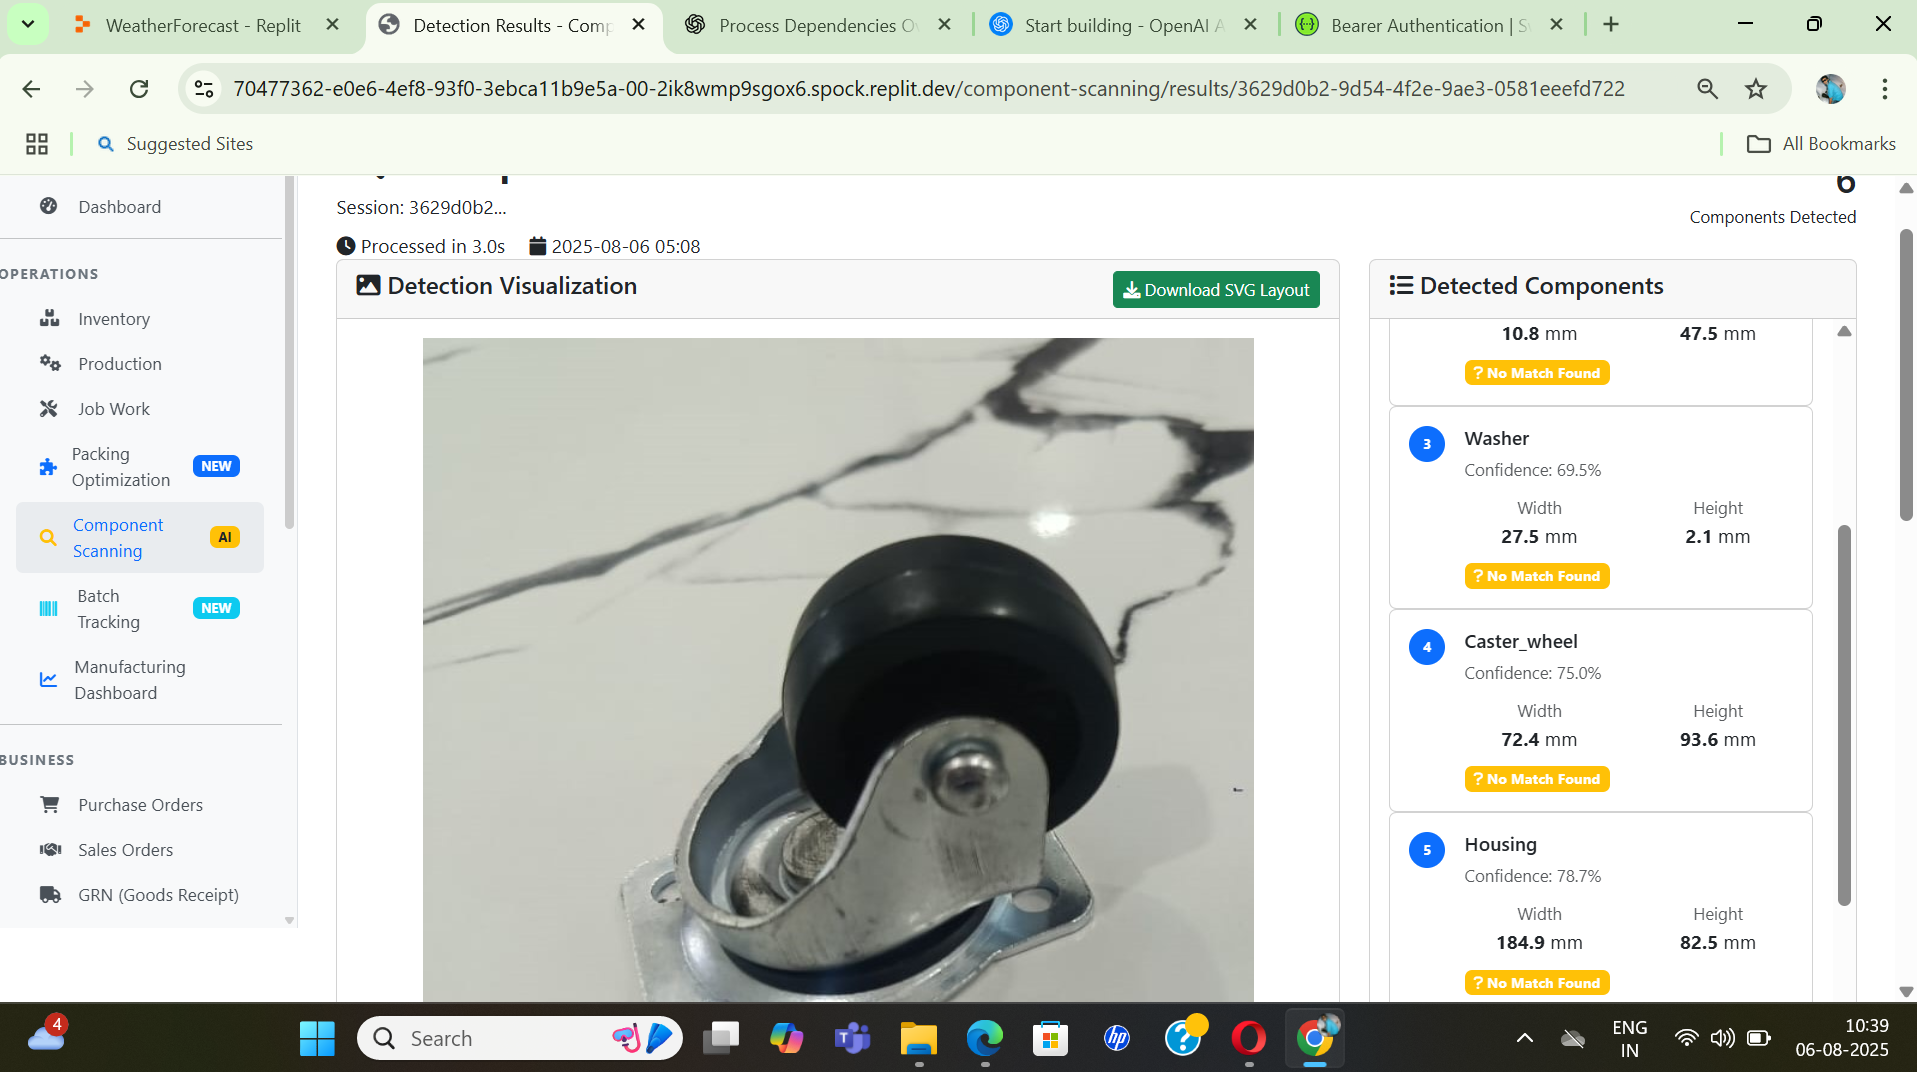 WeatherForecast - Replit
Detection Results - Comp
Process Dependencies O
Start building - OpenAI A
Bearer Authentication | S
70477362-e0e6-4ef8-93f0-3ebca11b9e5a-00-2ik8wmp9sgox6.spock.replit.dev/component-scanning/results/3629d0b2-9d54-4f2e-9ae3-0581eeefd722
Suggested Sites
All Bookmarks
Dashboard
OPERATIONS
Inventory
Production
Job Work
Packing
Optimization
NEW
Component
Scanning
AI
Batch
Tracking
NEW
Manufacturing
Dashboard
BUSINESS
Purchase Orders
Sales Orders
GRN (Goods Receipt)
Session: 3629d0b2...
Processed in 3.0s 2025-08-06 05:08
6
Components Detected
Detection Visualization
Download SVG Layout
Detected Components
10.8 mm 47.5 mm
? No Match Found
3
Washer
Confidence: 69.5%
Width Height
27.5 mm 2.1 mm
? No Match Found
4
Caster_wheel
Confidence: 75.0%
Width Height
72.4 mm 93.6 mm
? No Match Found
5
Housing
Confidence: 78.7%
Width Height
184.9 mm 82.5 mm
? No Match Found
4
Search
hp
ENG
IN
10:39
06-08-2025